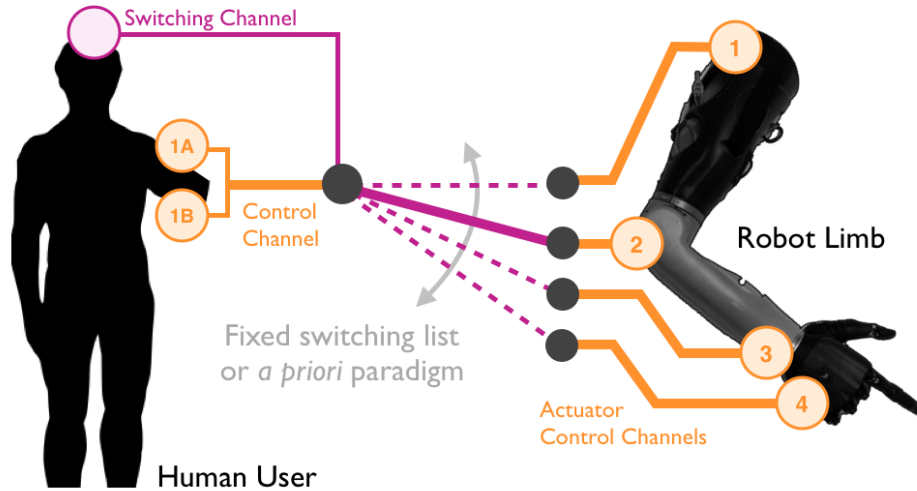 Switching Channel
1
1A
1B
Control
Channel
2
Robot Limb
Fixed switching list
or a priori paradigm
3
4
Actuator
Control Channels
Human User